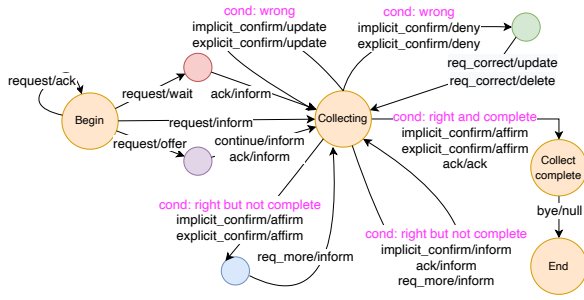 cond: wrong
implicit_confirm/update
explicit_confirm/update
cond: wrong
implicit_confirm/deny
explicit_confirm/deny
req_correct/update
req_correct/delete
request/ack
request/wait
ack/inform
Begin
request/inform
Collecting
request/offer
continue/inform
ack/inform
cond: right and complete
implicit_confirm/affirm
explicit_confirm/affirm
ack/ack
Collect
complete
cond: right but not complete
implicit_confirm/affirm
explicit_confirm/affirm
req_more/inform
cond: right but not complete
implicit_confirm/inform
ack/inform
req_more/inform
bye/null
End